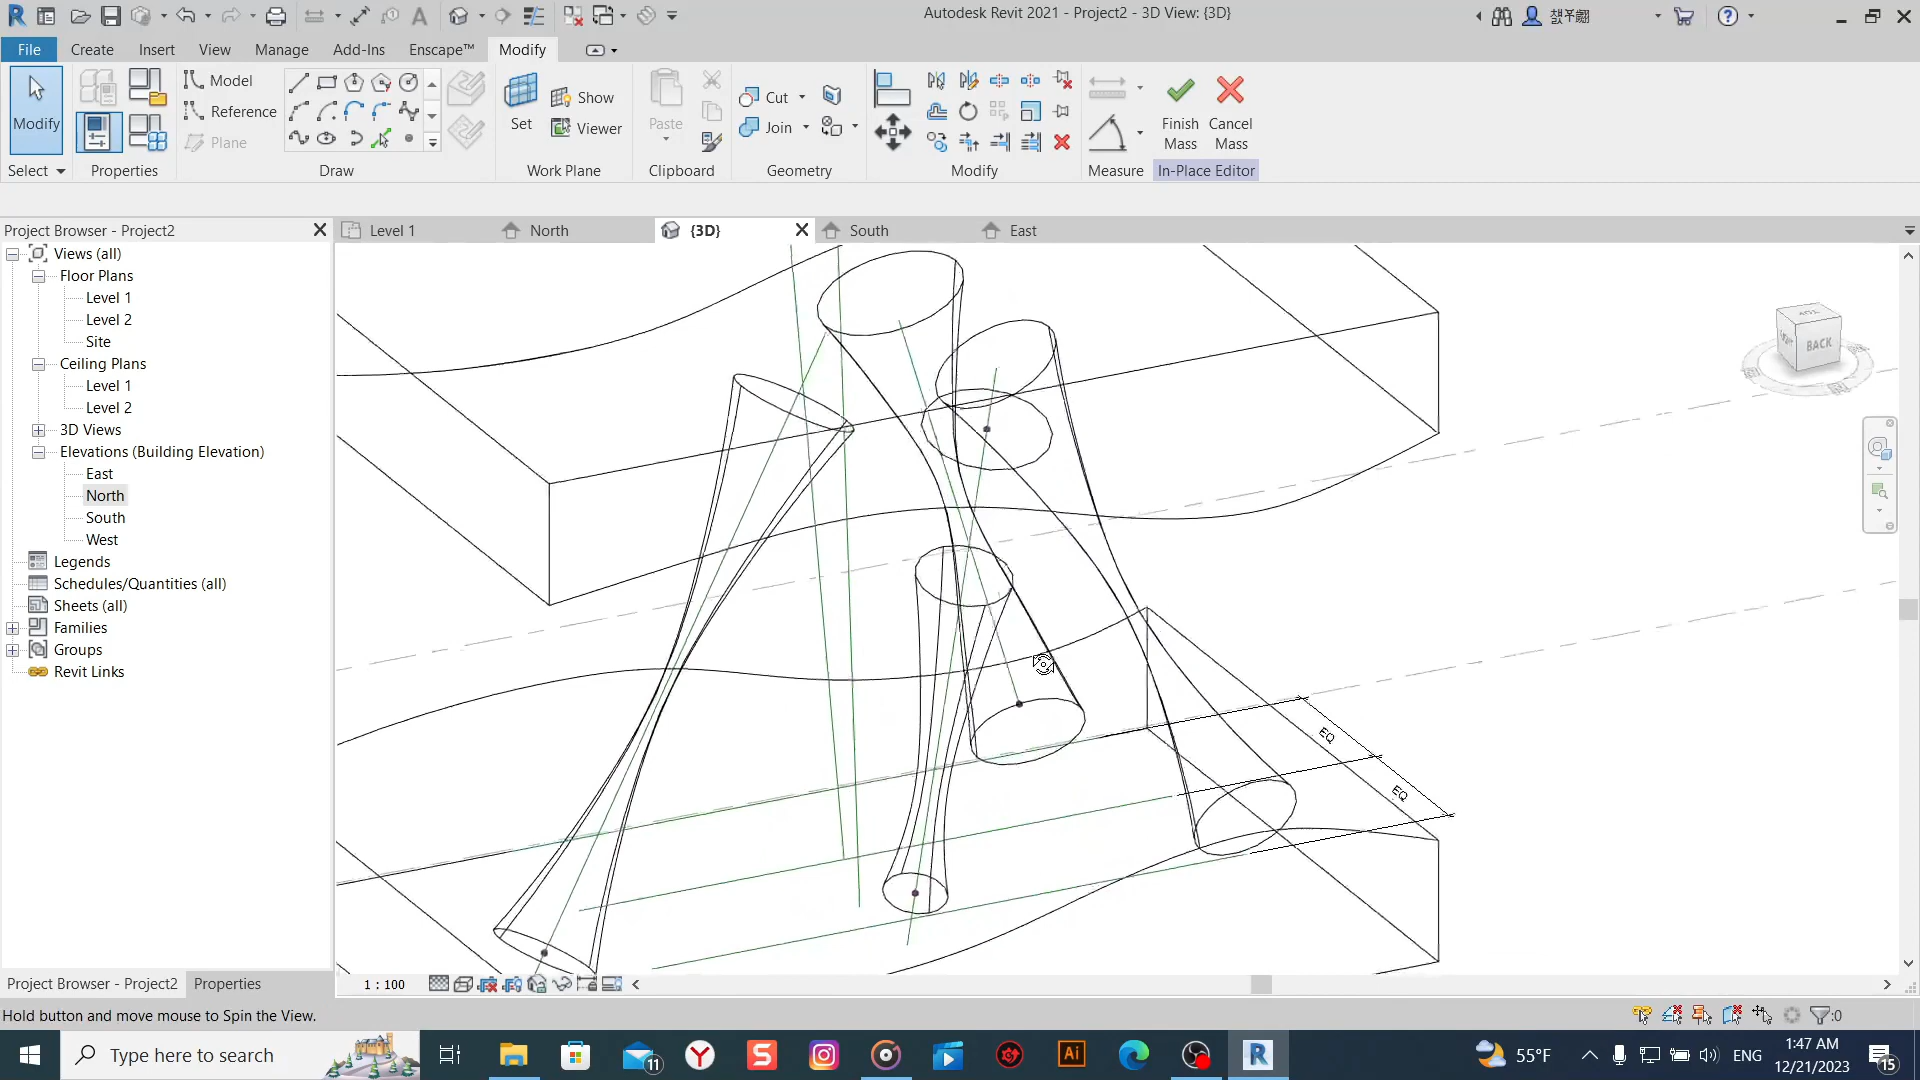 Autodesk Revit 2021 - Project2 - 3D View: {3D}
File Create Insert View Manage Add-Ins Enscape™ Modify
Modify
Select
Properties
Model
Reference
Plane
Draw
Set
Show
Viewer
Work Plane
Paste
Clipboard
Cut
Join
Geometry
Modify
Measure
Finish Mass
Cancel Mass
In-Place Editor
Project Browser - Project2
Level 1
North
{3D}
South
East
Views (all)
Floor Plans
Level 1
Level 2
Site
Ceiling Plans
Level 1
Level 2
3D Views
Elevations (Building Elevation)
East
North
South
West
Legends
Schedules/Quantities (all)
Sheets (all)
Families
Groups
Revit Links
BACK
EQ
EQ
Project Browser - Project2
Properties
1 : 100
Hold button and move mouse to Spin the View.
:0
Type here to search
11
Ai
R
55°F
ENG
1:47 AM
12/21/2023
15